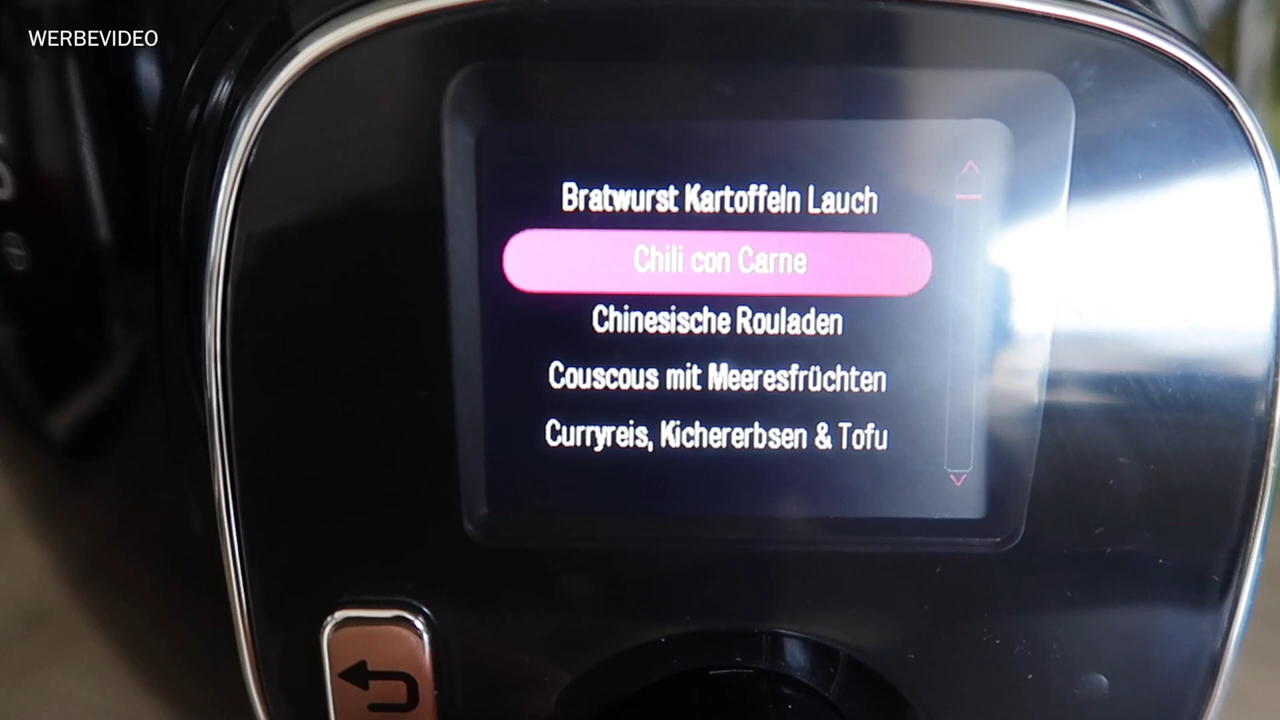 WERBEVIDEO
Bratwurst Kartoffeln Lauch
Chili con Carne
Chinesische Rouladen
Couscous mit Meeresfrüchten
Curryreis, Kichererbsen & Tofu